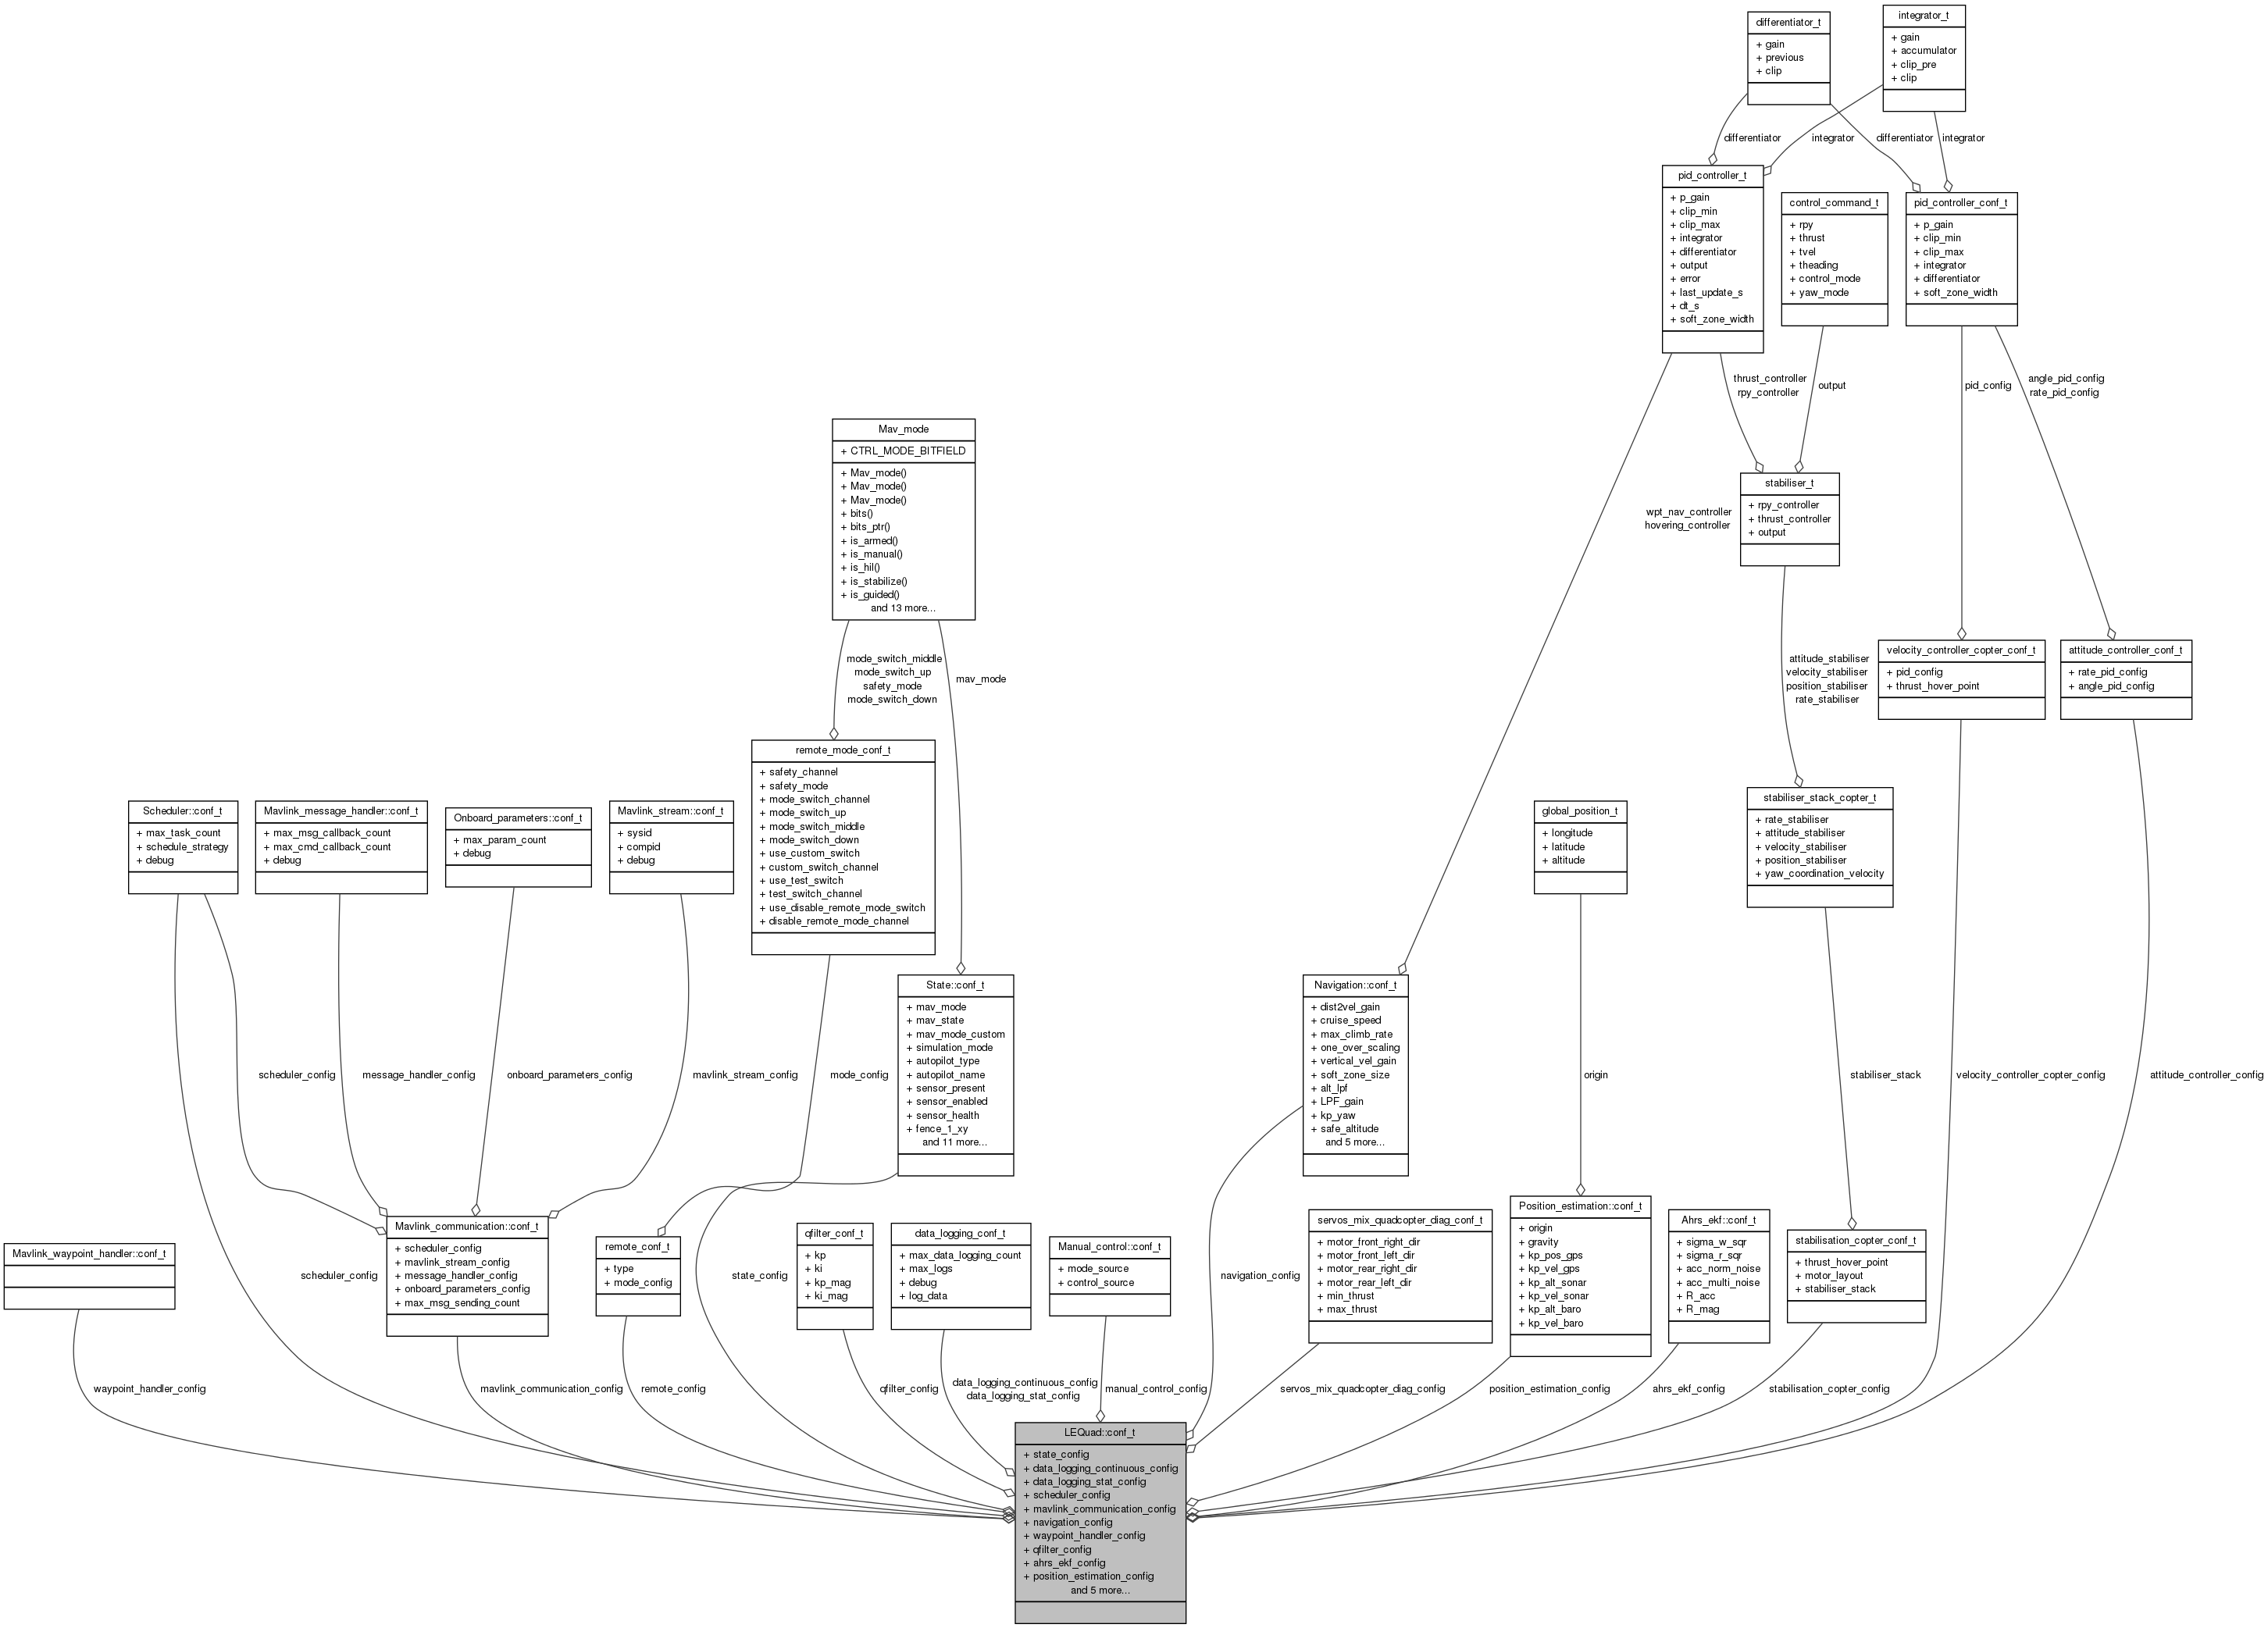 differentiator_t
+ gain
+ previous
+ clip
integrator_t
+ gain
+ accumulator
+ clip_pre
+ clip
differentiator
integrator
differentiator
integrator
pid_controller_t
+ p_gain
+ clip_min
+ clip_max
+ integrator
+ differentiator
+ output
+ error
+ last_update_s
+ dt_s
+ soft_zone_width
control_command_t
+ rpy
+ thrust
+ tvel
+ theading
+ control_mode
+ yaw_mode
pid_controller_conf_t
+ p_gain
+ clip_min
+ clip_max
+ integrator
+ differentiator
+ soft_zone_width
thrust_controller
rpy_controller
output
pid_config
angle_pid_config
rate_pid_config
Mav_mode
+ CTRL_MODE_BITFIELD
+ Mav_mode()
+ Mav_mode()
+ Mav_mode()
+ bits()
+ bits_ptr()
+ is_armed()
+ is_manual()
+ is_hil()
+ is_stabilize()
+ is_guided()
and 13 more...
wpt_nav_controller
hovering_controller
stabiliser_t
+ rpy_controller
+ thrust_controller
+ output
mode_switch_middle
mode_switch_up
safety_mode
mode_switch_down
mav_mode
attitude_stabiliser
velocity_stabiliser
position_stabiliser
rate_stabiliser
velocity_controller_copter_conf_t
+ pid_config
+ thrust_hover_point
attitude_controller_conf_t
+ rate_pid_config
+ angle_pid_config
Scheduler::conf_t
+ max_task_count
+ schedule_strategy
+ debug
Mavlink_message_handler::conf_t
+ max_msg_callback_count
+ max_cmd_callback_count
+ debug
Onboard_parameters::conf_t
+ max_param_count
+ debug
Mavlink_stream::conf_t
+ sysid
+ compid
+ debug
remote_mode_conf_t
+ safety_channel
+ safety_mode
+ mode_switch_channel
+ mode_switch_up
+ mode_switch_middle
+ mode_switch_down
+ use_custom_switch
+ custom_switch_channel
+ use_test_switch
+ test_switch_channel
+ use_disable_remote_mode_switch
+ disable_remote_mode_channel
global_position_t
+ longitude
+ latitude
+ altitude
stabiliser_stack_copter_t
+ rate_stabiliser
+ attitude_stabiliser
+ velocity_stabiliser
+ position_stabiliser
+ yaw_coordination_velocity
State::conf_t
+ mav_mode
+ mav_state
+ mav_mode_custom
+ simulation_mode
+ autopilot_type
+ autopilot_name
+ sensor_present
+ sensor_enabled
+ sensor_health
+ fence_1_xy
and 11 more...
Navigation::conf_t
+ dist2vel_gain
+ cruise_speed
+ max_climb_rate
+ one_over_scaling
+ vertical_vel_gain
+ soft_zone_size
+ alt_lpf
+ LPF_gain
+ kp_yaw
+ safe_altitude
and 5 more...
scheduler_config
message_handler_config
onboard_parameters_config
mavlink_stream_config
mode_config
origin
stabiliser_stack
velocity_controller_copter_config
attitude_controller_config
Mavlink_waypoint_handler::conf_t
scheduler_config
Mavlink_communication::conf_t
+ scheduler_config
+ mavlink_stream_config
+ message_handler_config
+ onboard_parameters_config
+ max_msg_sending_count
remote_conf_t
+ type
+ mode_config
state_config
qfilter_conf_t
+ kp
+ ki
+ kp_mag
+ ki_mag
data_logging_conf_t
+ max_data_logging_count
+ max_logs
+ debug
+ log_data
Manual_control::conf_t
+ mode_source
+ control_source
navigation_config
servos_mix_quadcopter_diag_conf_t
+ motor_front_right_dir
+ motor_front_left_dir
+ motor_rear_right_dir
+ motor_rear_left_dir
+ min_thrust
+ max_thrust
Position_estimation::conf_t
+ origin
+ gravity
+ kp_pos_gps
+ kp_vel_gps
+ kp_alt_sonar
+ kp_vel_sonar
+ kp_alt_baro
+ kp_vel_baro
Ahrs_ekf::conf_t
+ sigma_w_sqr
+ sigma_r_sqr
+ acc_norm_noise
+ acc_multi_noise
+ R_acc
+ R_mag
stabilisation_copter_conf_t
+ thrust_hover_point
+ motor_layout
+ stabiliser_stack
waypoint_handler_config
mavlink_communication_config
remote_config
qfilter_config
data_logging_continuous_config
data_logging_stat_config
manual_control_config
servos_mix_quadcopter_diag_config
position_estimation_config
ahrs_ekf_config
stabilisation_copter_config
LEQuad::conf_t
+ state_config
+ data_logging_continuous_config
+ data_logging_stat_config
+ scheduler_config
+ mavlink_communication_config
+ navigation_config
+ waypoint_handler_config
+ qfilter_config
+ ahrs_ekf_config
+ position_estimation_config
and 5 more...